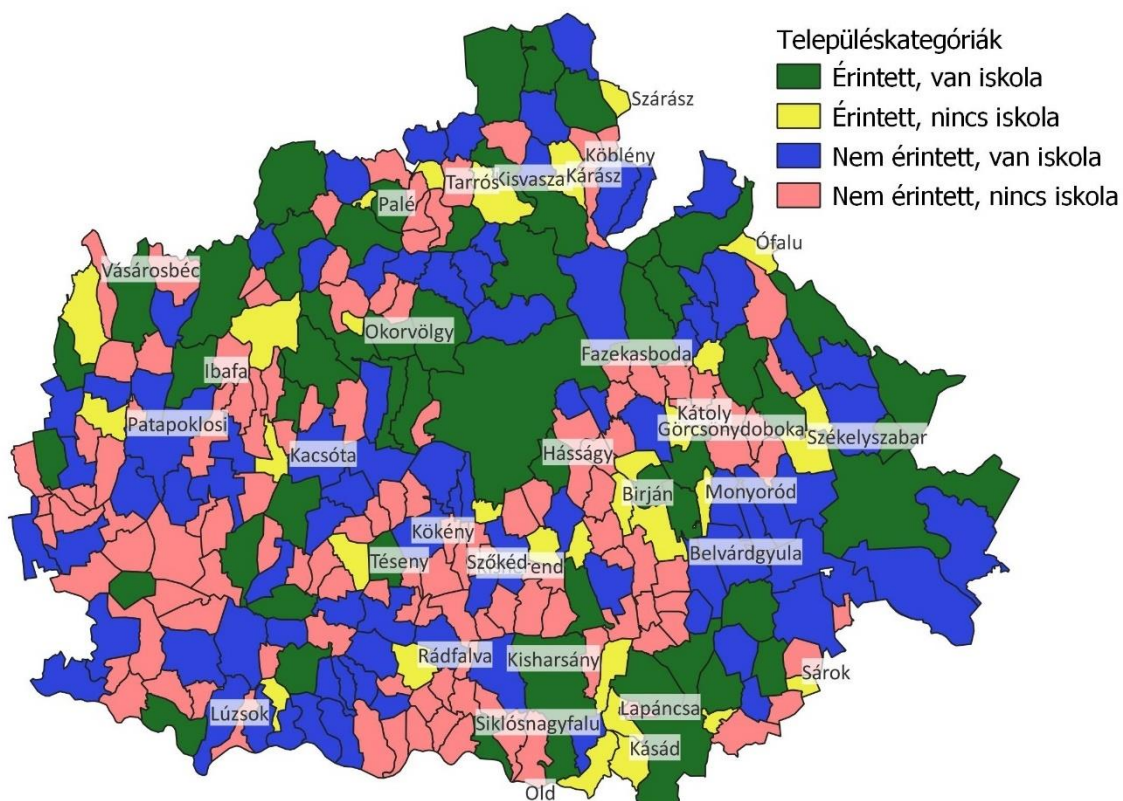 Településkategóriák
Érintett, van iskola
Érintett, nincs iskola
Nem érintett, van iskola
Nem érintett, nincs iskola
Szárász
Köblény
Tarrós
Kisvasza
Kárász
Palé
Ófalu
Vásárosbéc
Okorvölgy
Fazekasboda
Ibafa
Patapoklosi
Kátoly
Görcsönydoboka
Székelyszabar
Kacsóta
Hásságy
Birján
Monyoród
Kökény
Belvárdgyula
Téseny
Szőkéd
end
Rádfalva
Kisharsány
Sárok
Lúzsok
Siklósnagyfalu
Lapáncsa
Kásád
Old